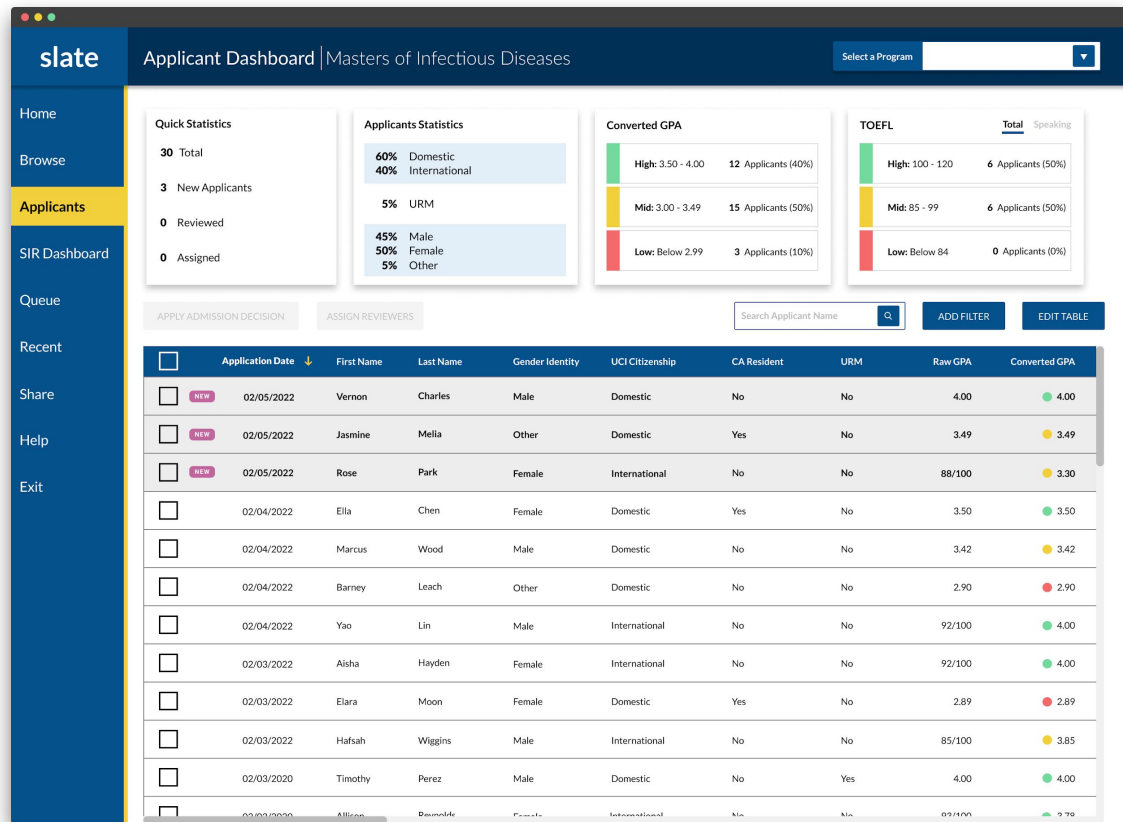 slate
Applicant Dashboard | Masters of Infectious Diseases
Select a Program
Home
Browse
Applicants
SIR Dashboard
Queue
Recent
Share
Help
Exit
Quick Statistics
30 Total
3 New Applicants
0 Reviewed
0 Assigned
Applicants Statistics
60% Domestic
40% International
5% URM
45% Male
50% Female
5% Other
Converted GPA
High: 3.50 - 4.00 12 Applicants (40%)
Mid: 3.00 - 3.49 15 Applicants (50%)
Low: Below 2.99 3 Applicants (10%)
TOEFL Total Speaking
High: 100 - 120 6 Applicants (50%)
Mid: 85 - 99 6 Applicants (50%)
Low: Below 84 0 Applicants (0%)
APPLY ADMISSION DECISION ASSIGN REVIEWERS Search Applicant Name ADD FILTER EDIT TABLE
Application Date First Name Last Name Gender Identity UCI Citizenship CA Resident URM Raw GPA Converted GPA
NEW 02/05/2022 Vernon Charles Male Domestic No No 4.00 4.00
NEW 02/05/2022 Jasmine Melia Other Domestic Yes No 3.49 3.49
NEW 02/05/2022 Rose Park Female International No No 88/100 3.30
02/04/2022 Ella Chen Female Domestic Yes No 3.50 3.50
02/04/2022 Marcus Wood Male Domestic No No 3.42 3.42
02/04/2022 Barney Leach Other Domestic No No 2.90 2.90
02/04/2022 Yao Lin Male International No No 92/100 4.00
02/03/2022 Aisha Hayden Female International No No 92/100 4.00
02/03/2022 Elara Moon Female Domestic Yes No 2.89 2.89
02/03/2022 Hafsah Wiggins Male International No No 85/100 3.85
02/03/2020 Timothy Perez Male Domestic No Yes 4.00 4.00
Allison Reynolds Female International No No 93/100 3.78